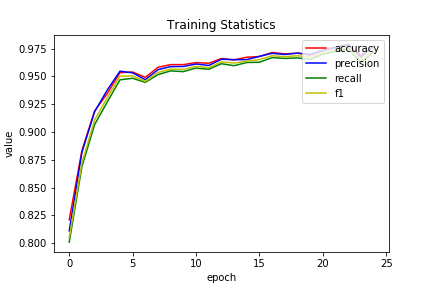 Training Statistics
accuracy
precision
recall
f1
0.975
0.950
0.925
0.900
0.875
0.850
0.825
0.800
value
0 5 10 15 20 25
epoch